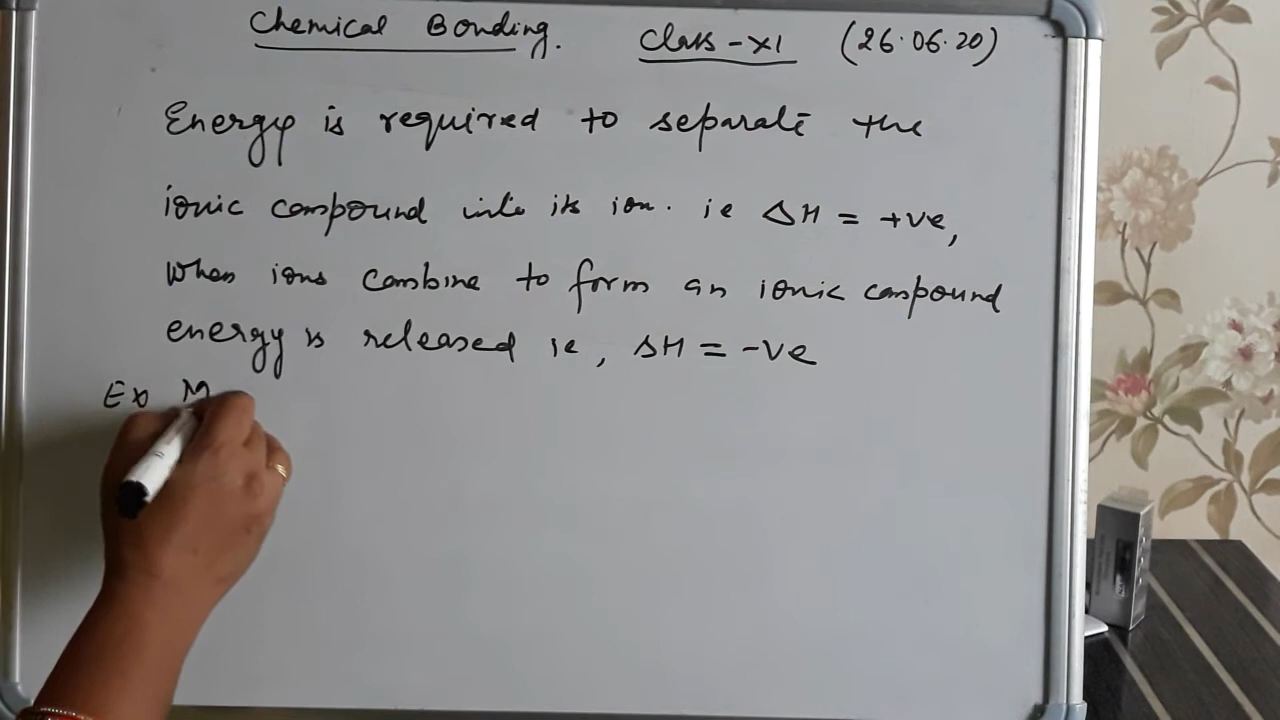 Chemical Bonding. Class-XI (26.06.20)
Energy is required to separate the
ionic compound into its ion. ie ΔH = +ve,
When ions combine to form an ionic compound
energy is released ie, ΔH = -ve
Ex M